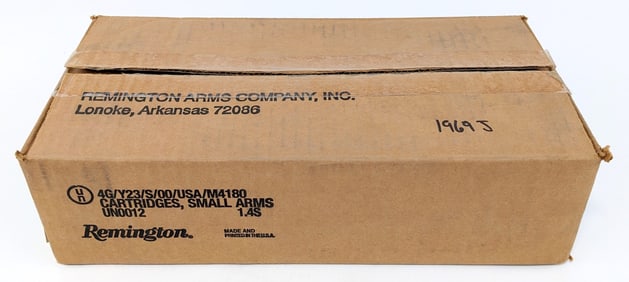 REMINGTON ARMS COMPANY, INC.
Lonoke, Arkansas 72086
1969 J
un
4G/Y23/S/00/USA/M4180
CARTRIDGES, SMALL ARMS
UN0012 1.4S
Remington®
MADE AND
PRINTED IN THE U.S.A.